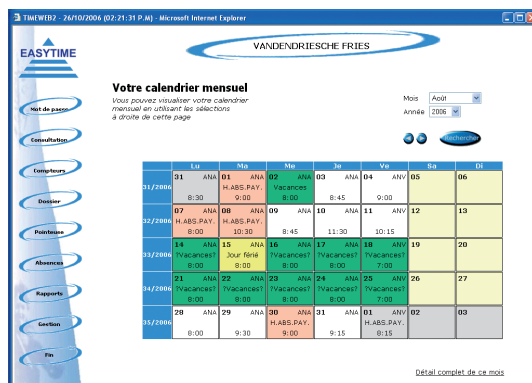 TIMEWEB2 - 26/10/2006 (02:21:31 P.M) - Microsoft Internet Explorer
EASYTIME
VANDENDRIESCHE FRIES
Votre calendrier mensuel
Vous pouvez visualiser votre calendrier
mensuel en utilisant les sélections
à droite de cette page
Mois Août
Année 2006
Rechercher
Mot de passe
Consultation
Compteurs
Dossier
Pointeuse
Absences
Rapports
Gestion
Fin
Lu Ma Me Je Ve Sa Di
31/2006 31 ANA 01 ANA 02 ANA 03 ANA 04 ANV 05 06
H.ABS.PAY. Vacances
8:30 9:00 8:00 8:45 9:00
32/2006 07 ANA 08 ANA 09 ANA 10 ANA 11 ANV 12 13
H.ABS.PAY. H.ABS.PAY.
8:00 10:30 8:45 11:30 10:15
33/2006 14 ANA 15 ANA 16 ANA 17 ANA 18 ANV 19 20
?Vacances? Jour férié ?Vacances? ?Vacances? ?Vacances?
8:00 8:00 8:00 8:00 7:00
34/2006 21 ANA 22 ANA 23 ANA 24 ANA 25 ANV 26 27
?Vacances? ?Vacances? ?Vacances? ?Vacances? ?Vacances?
8:00 8:00 8:00 8:00 7:00
35/2006 28 ANA 29 ANA 30 ANA 31 ANA 01 ANV 02 03
H.ABS.PAY. H.ABS.PAY.
8:00 9:30 9:00 9:15 8:15
Détail complet de ce mois